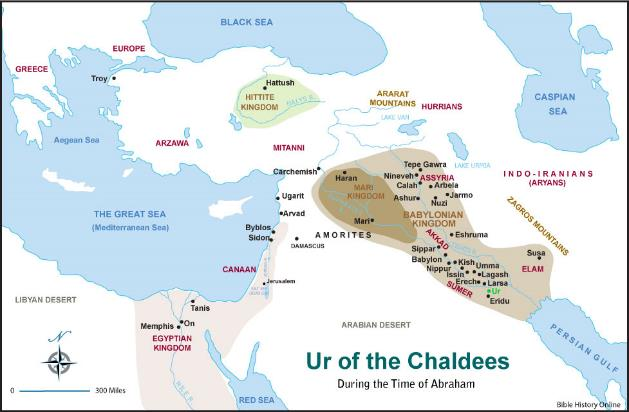 BLACK SEA
EUROPE
GREECE
Troy
Hattush
HITTITE
KINGDOM
HALYS R.
ARARAT
MOUNTAINS
HURRIANS
LAKE VAN
CASPIAN
SEA
Aegean Sea
ARZAWA
MITANNI
LAKE URMIA
Carchemish
Haran
Tepe Gawra
Nineveh
ASSYRIA
Calah
Arbela
INDO-IRANIANS
(ARYANS)
MARI
KINGDOM
Ashur
Jarmo
Nuzi
ZAGROS MOUNTAINS
Ugarit
Arvad
THE GREAT SEA
(Mediterranean Sea)
Mari
BABYLONIAN
KINGDOM
Byblos
Sidon
DAMASCUS
AMORITES
AKKAD
Eshruma
Sippar
Babylon
Kish
Nippur
Umma
Issin
Lagash
Erech
Larsa
Susa
ELAM
SUMER
Ur
Eridu
CANAAN
Jerusalem
LIBYAN DESERT
Tanis
On
Memphis
EGYPTIAN
KINGDOM
ARABIAN DESERT
PERSIAN GULF
N
0 300 Miles
RED SEA
Ur of the Chaldees
During the Time of Abraham
Bible History Online